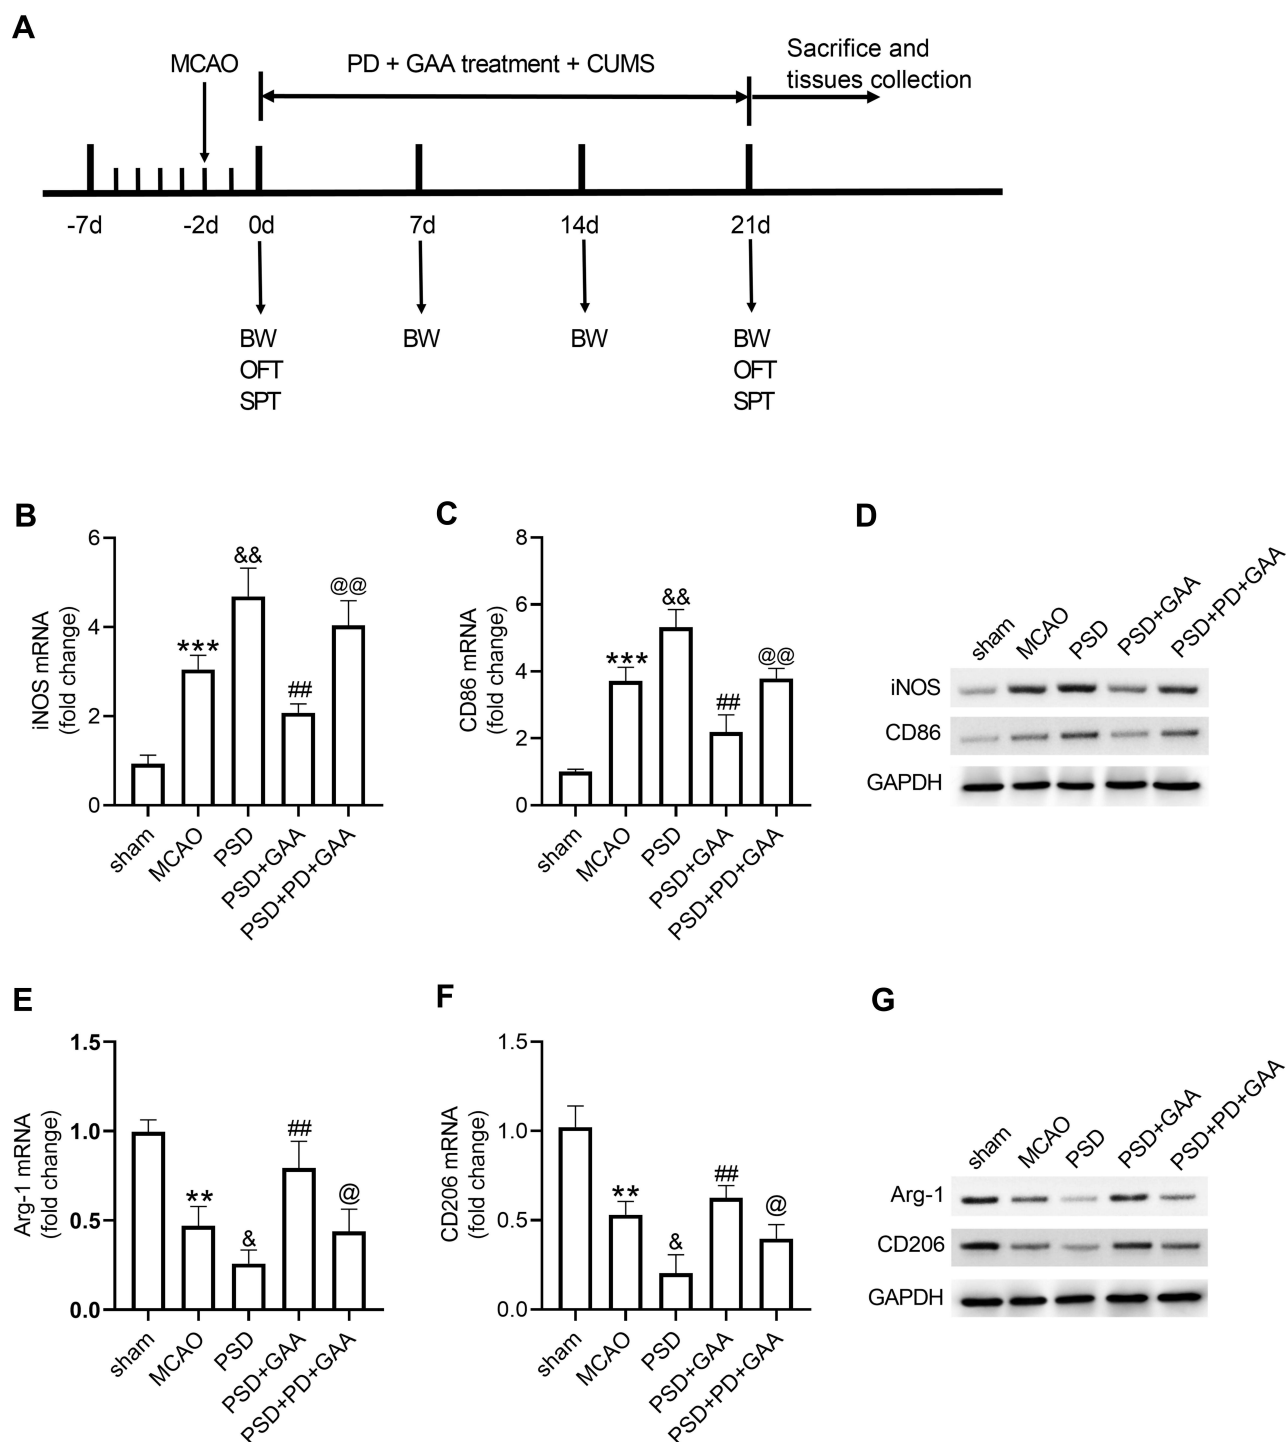 A
MCAO
PD + GAA treatment + CUMS
Sacrifice and
tissues collection
-7d
-2d
0d
7d
14d
21d
BW
OFT
SPT
BW
BW
BW
OFT
SPT
B
iNOS mRNA
(fold change)
6
4
2
0
***
&&
##
@@
sham
MCAO
PSD
PSD+GAA
PSD+PD+GAA
C
CD86 mRNA
(fold change)
8
6
4
2
0
***
&&
##
@@
sham
MCAO
PSD
PSD+GAA
PSD+PD+GAA
D
sham
MCAO
PSD
PSD+GAA
PSD+PD+GAA
iNOS
CD86
GAPDH
E
Arg-1 mRNA
(fold change)
1.5
1.0
0.5
0.0
**
&
##
@
sham
MCAO
PSD
PSD+GAA
PSD+PD+GAA
F
CD206 mRNA
(fold change)
1.5
1.0
0.5
0.0
**
&
##
@
sham
MCAO
PSD
PSD+GAA
PSD+PD+GAA
G
sham
MCAO
PSD
PSD+GAA
PSD+PD+GAA
Arg-1
CD206
GAPDH